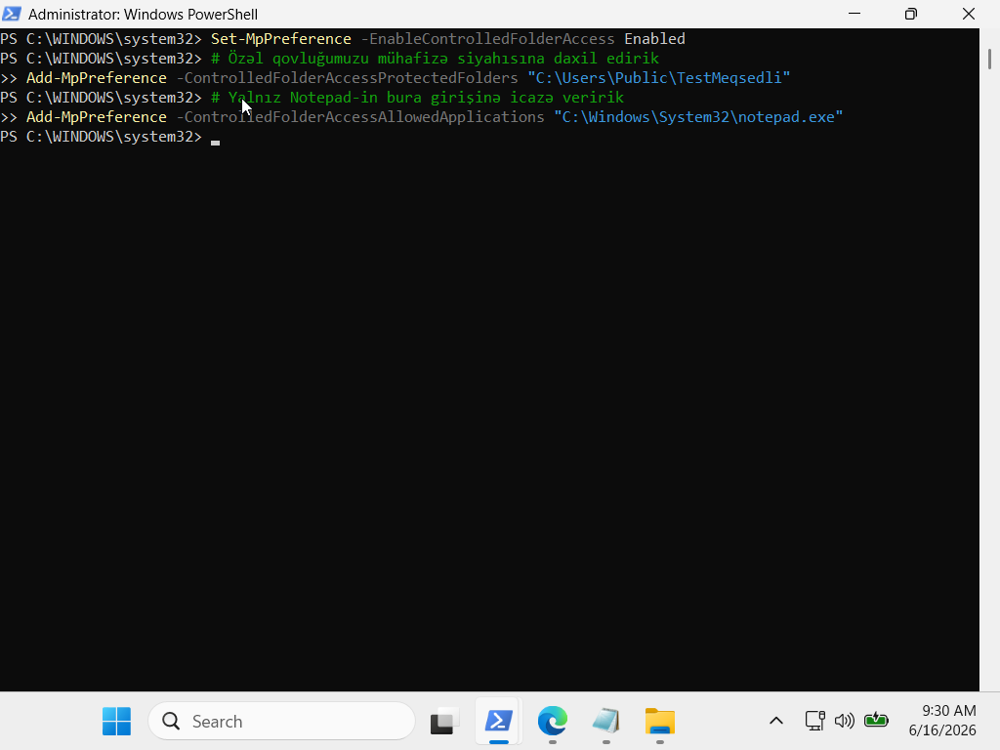 Administrator: Windows PowerShell
PS C:\WINDOWS\system32> Set-MpPreference -EnableControlledFolderAccess Enabled
PS C:\WINDOWS\system32> # Özəl qovluğumuzu mühafizə siyahısına daxil edirik
>> Add-MpPreference -ControlledFolderAccessProtectedFolders "C:\Users\Public\TestMeqsedli"
PS C:\WINDOWS\system32> # Yalnız Notepad-in bura girişinə icazə veririk
>> Add-MpPreference -ControlledFolderAccessAllowedApplications "C:\Windows\System32\notepad.exe"
PS C:\WINDOWS\system32>
Search
9:30 AM
6/16/2026